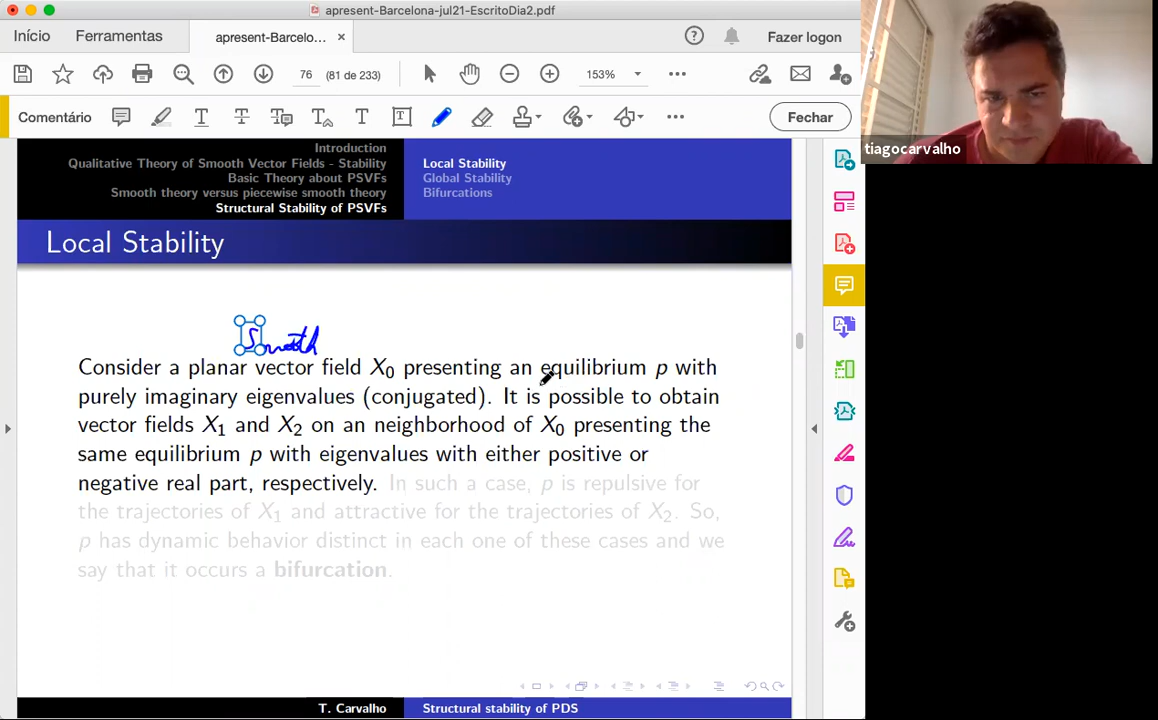 apresent-Barcelona-jul21-EscritoDia2.pdf
Início
Ferramentas
apresent-Barcelo...
Fazer logon
76
(81 de 233)
153%
Comentário
Fechar
tiagocarvalho
Introduction
Qualitative Theory of Smooth Vector Fields - Stability
Basic Theory about PSVFs
Smooth theory versus piecewise smooth theory
Structural Stability of PSVFs
Local Stability
Global Stability
Bifurcations
Local Stability
Smooth
Consider a planar vector field X₀ presenting an equilibrium p with
purely imaginary eigenvalues (conjugated). It is possible to obtain
vector fields X₁ and X₂ on an neighborhood of X₀ presenting the
same equilibrium p with eigenvalues with either positive or
negative real part, respectively. In such a case, p is repulsive for
the trajectories of X₁ and attractive for the trajectories of X₂. So,
p has dynamic behavior distinct in each one of these cases and we
say that it occurs a bifurcation.
T. Carvalho
Structural stability of PDS